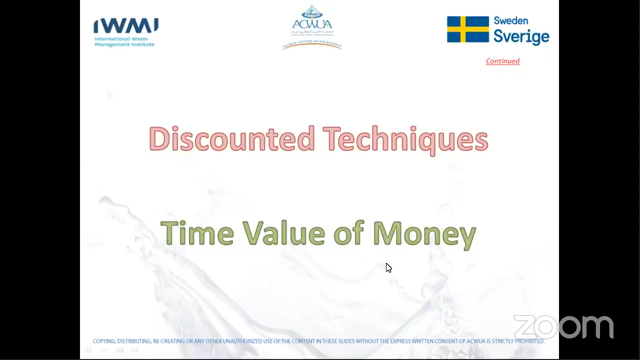 IWMI
International Water
Management Institute
ACWUA
Sweden
Sverige
Continued
Discounted Techniques
Time Value of Money
zoom
COPYING, DISTRIBUTING, RE-CREATING OR ANY OTHER UNAUTHORIZED USE OF THE CONTENT IN THESE SLIDES WITHOUT THE EXPRESS WRITTEN CONSENT OF ACWUA IS STRICTLY PROHIBITED.